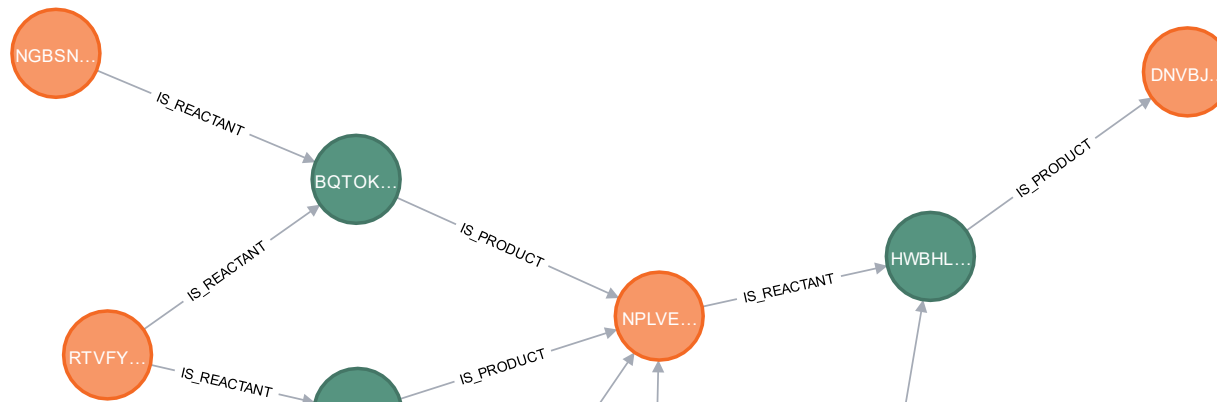 NGBSN...
DNVBJ...
IS_REACTANT
IS_PRODUCT
BQTOK...
IS_PRODUCT
HWBHL...
IS_REACTANT
IS_REACTANT
NPLVE...
RTVFY...
IS_PRODUCT
IS_REACTANT